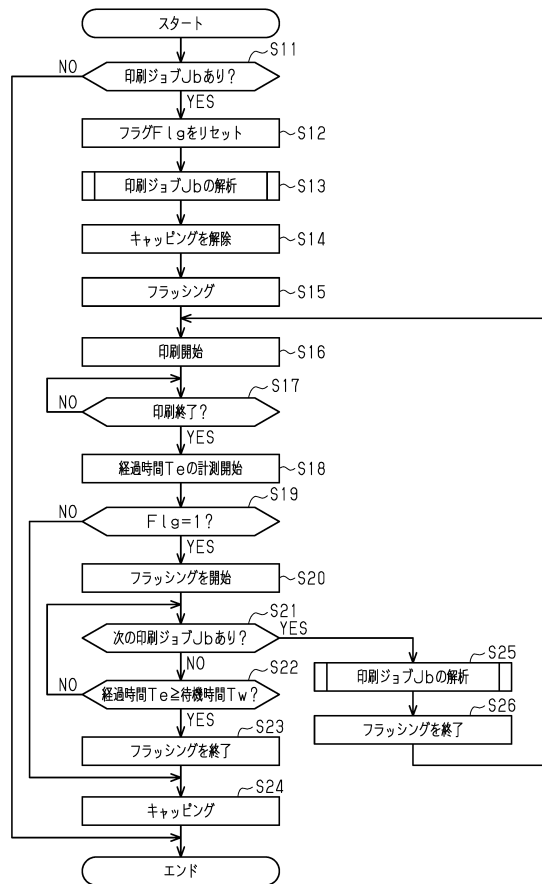 スタート
S11
NO
印刷ジョブJbあり？
YES
フラグFlgをリセット
S12
印刷ジョブJbの解析
S13
キャッピングを解除
S14
フラッシング
S15
印刷開始
S16
S17
NO
印刷終了？
YES
経過時間Teの計測開始
S18
S19
NO
Flg=1？
YES
フラッシングを開始
S20
S21
次の印刷ジョブJbあり？
YES
NO
S22
NO
経過時間Te≧待機時間Tw？
YES
S23
フラッシングを終了
S25
印刷ジョブJbの解析
S26
フラッシングを終了
S24
キャッピング
エンド